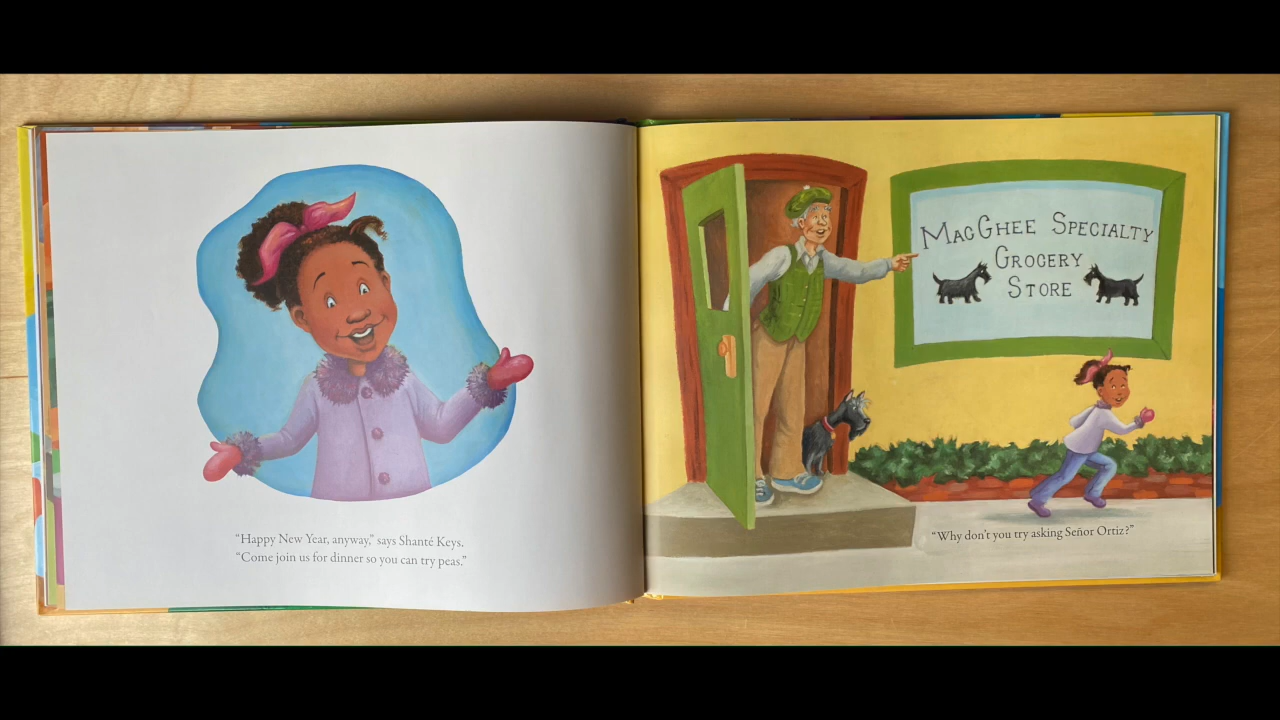 “Happy New Year, anyway,” says Shanté Keys.
“Come join us for dinner so you can try peas.”
MacGhee Specialty
Grocery
Store
“Why don’t you try asking Señor Ortiz?”